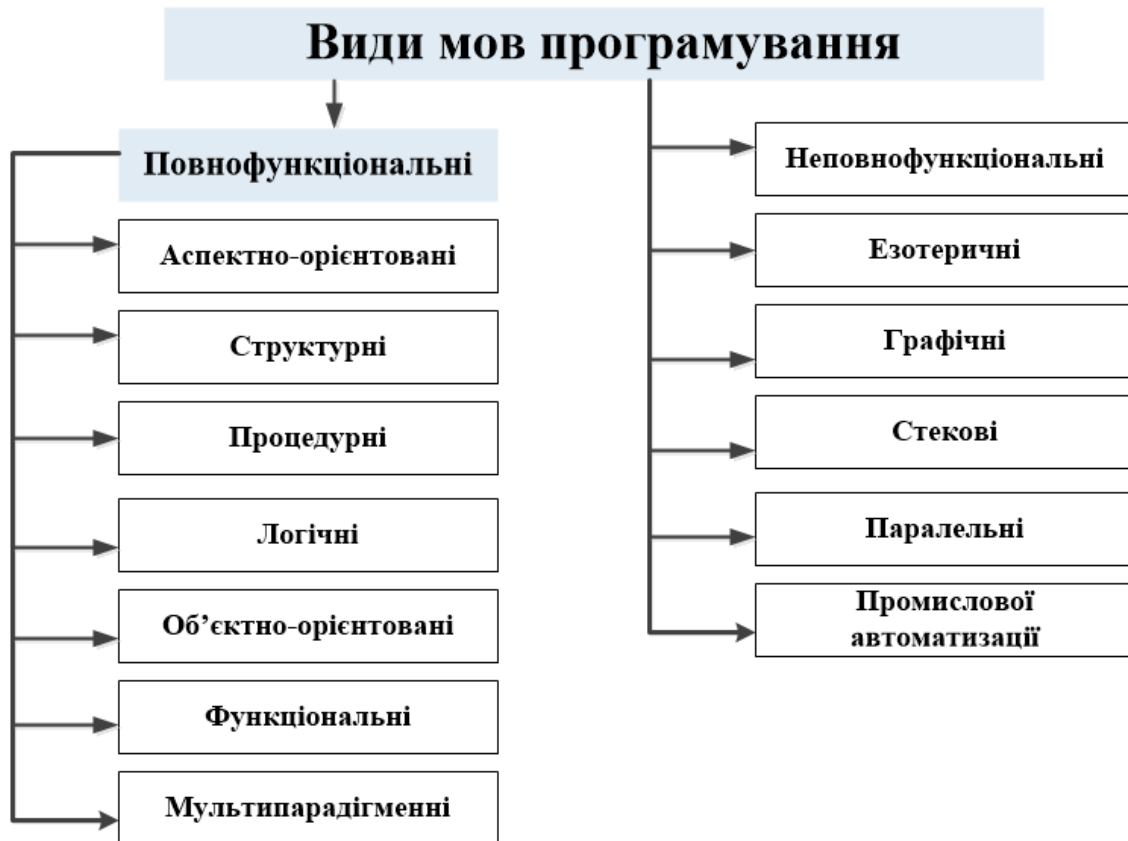 Види мов програмування
Повнофункціональні
Аспектно-орієнтовані
Структурні
Процедурні
Логічні
Об’єктно-орієнтовані
Функціональні
Мультипарадігменні
Неповнофункціональні
Езотеричні
Графічні
Стекові
Паралельні
Промислової
автоматизації